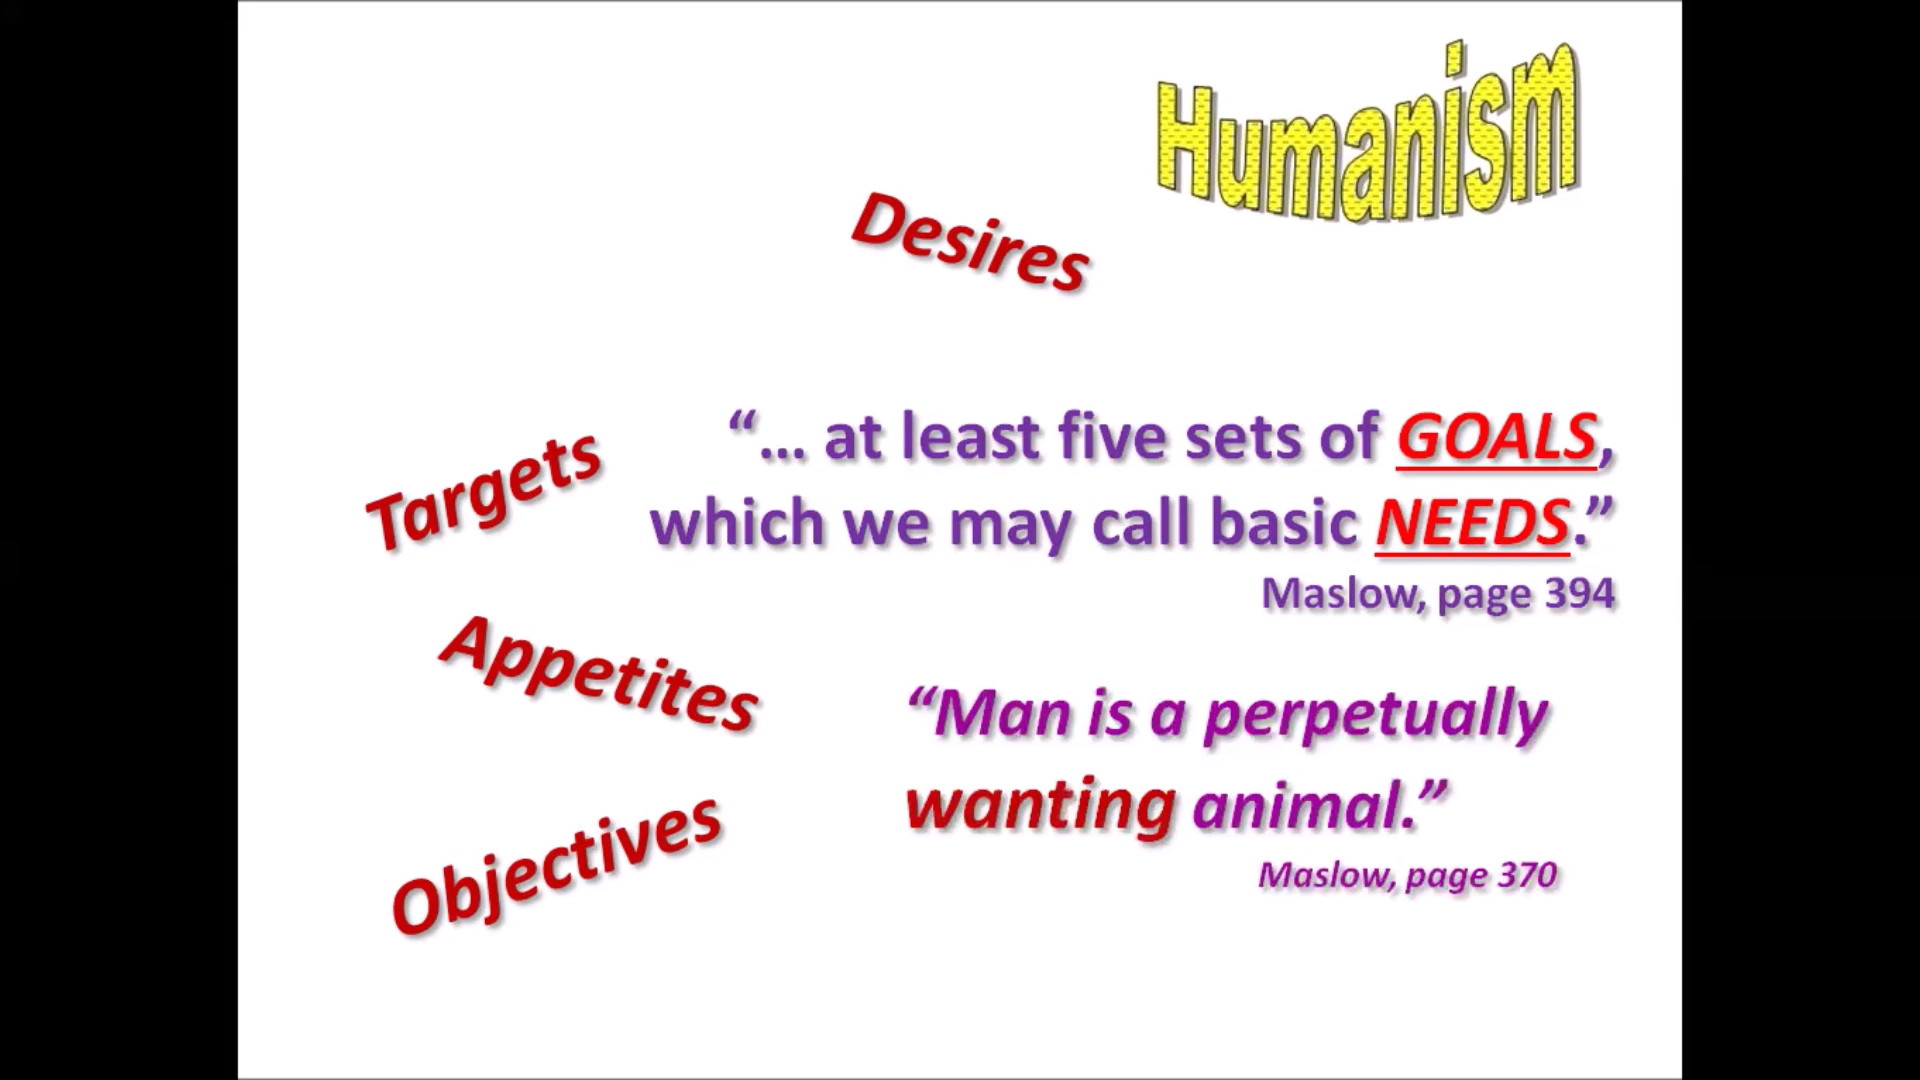 Humanism
Desires
“... at least five sets of GOALS,
which we may call basic NEEDS.”
Maslow, page 394
Targets
Appetites
“Man is a perpetually
wanting animal.”
Maslow, page 370
Objectives